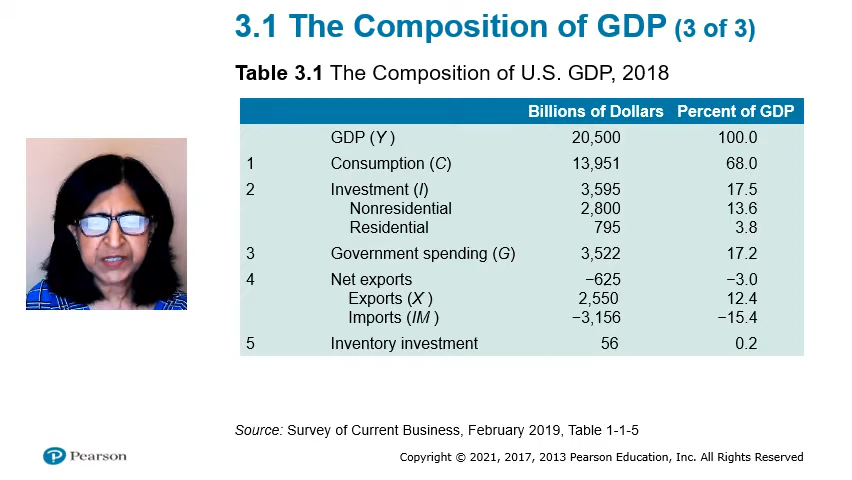 3.1 The Composition of GDP (3 of 3)
Table 3.1 The Composition of U.S. GDP, 2018
Billions of Dollars Percent of GDP
GDP (Y ) 20,500 100.0
1 Consumption (C) 13,951 68.0
2 Investment (I) 3,595 17.5
Nonresidential 2,800 13.6
Residential 795 3.8
3 Government spending (G) 3,522 17.2
4 Net exports −625 −3.0
Exports (X ) 2,550 12.4
Imports (IM ) −3,156 −15.4
5 Inventory investment 56 0.2
Source: Survey of Current Business, February 2019, Table 1-1-5
Pearson
Copyright © 2021, 2017, 2013 Pearson Education, Inc. All Rights Reserved